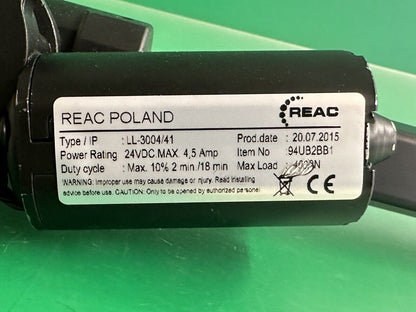 REAC POLAND
REAC
Type / IP : LL-3004/41 Prod.date : 20.07.2015
Power Rating 24VDC.MAX. 4,5 Amp Item No : 94UB2BB1
Duty cycle : Max. 10% 2 min /18 min Max Load :
WARNING: Improper use may cause damage or injury. Read installing
advice before use. CAUTION: Only to be opened by authorized personel
CE